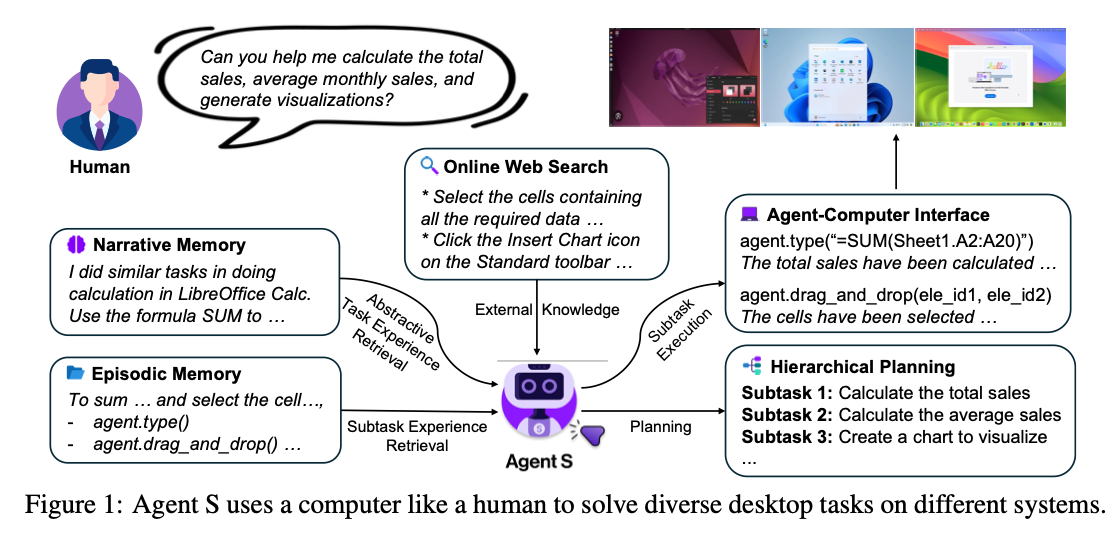 Can you help me calculate the total
sales, average monthly sales, and
generate visualizations?
Human
Online Web Search
* Select the cells containing
all the required data …
* Click the Insert Chart icon
on the Standard toolbar …
Narrative Memory
I did similar tasks in doing
calculation in LibreOffice Calc.
Use the formula SUM to …
Episodic Memory
To sum … and select the cell…,
- agent.type()
- agent.drag_and_drop() …
Abstractive
Task Experience
Retrieval
Subtask Experience
Retrieval
External Knowledge
Agent S
Subtask
Execution
Planning
Agent-Computer Interface
agent.type(“=SUM(Sheet1.A2:A20)”)
The total sales have been calculated …
agent.drag_and_drop(ele_id1, ele_id2)
The cells have been selected …
Hierarchical Planning
Subtask 1: Calculate the total sales
Subtask 2: Calculate the average sales
Subtask 3: Create a chart to visualize
...
Figure 1: Agent S uses a computer like a human to solve diverse desktop tasks on different systems.